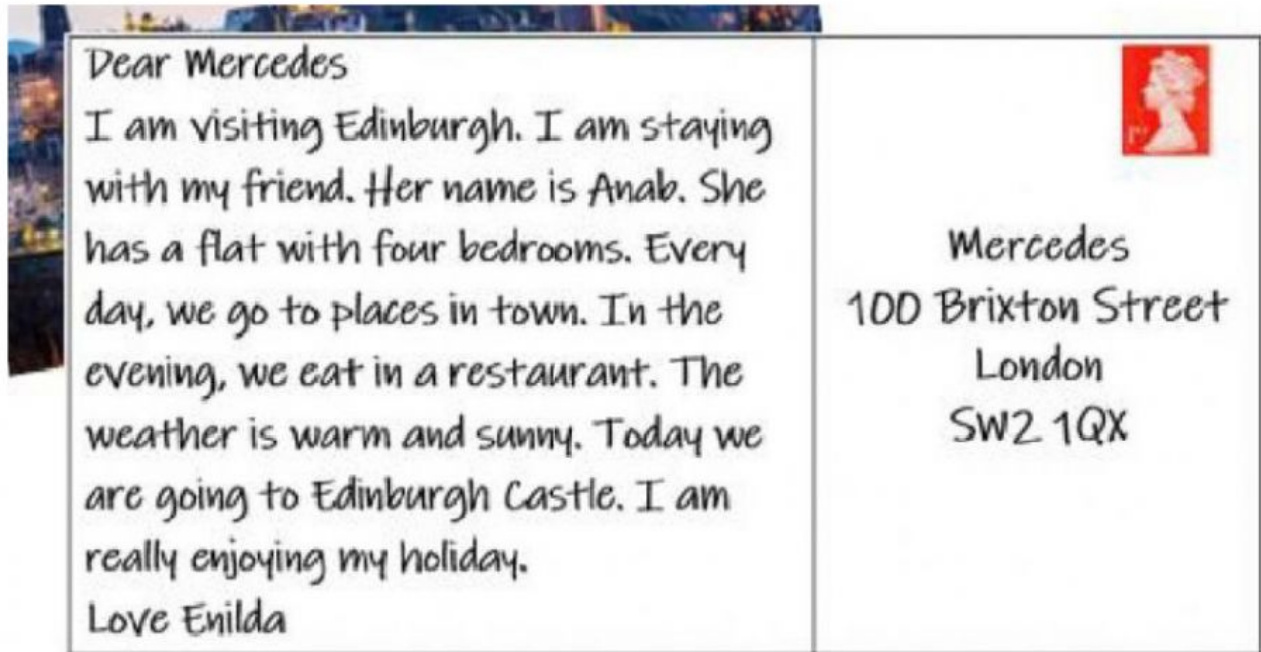 Dear Mercedes
I am visiting Edinburgh. I am staying
with my friend. Her name is Anab. She
has a flat with four bedrooms. Every
day, we go to places in town. In the
evening, we eat in a restaurant. The
weather is warm and sunny. Today we
are going to Edinburgh Castle. I am
really enjoying my holiday.
Love Enilda
1ST
Mercedes
100 Brixton Street
London
SW2 1QX